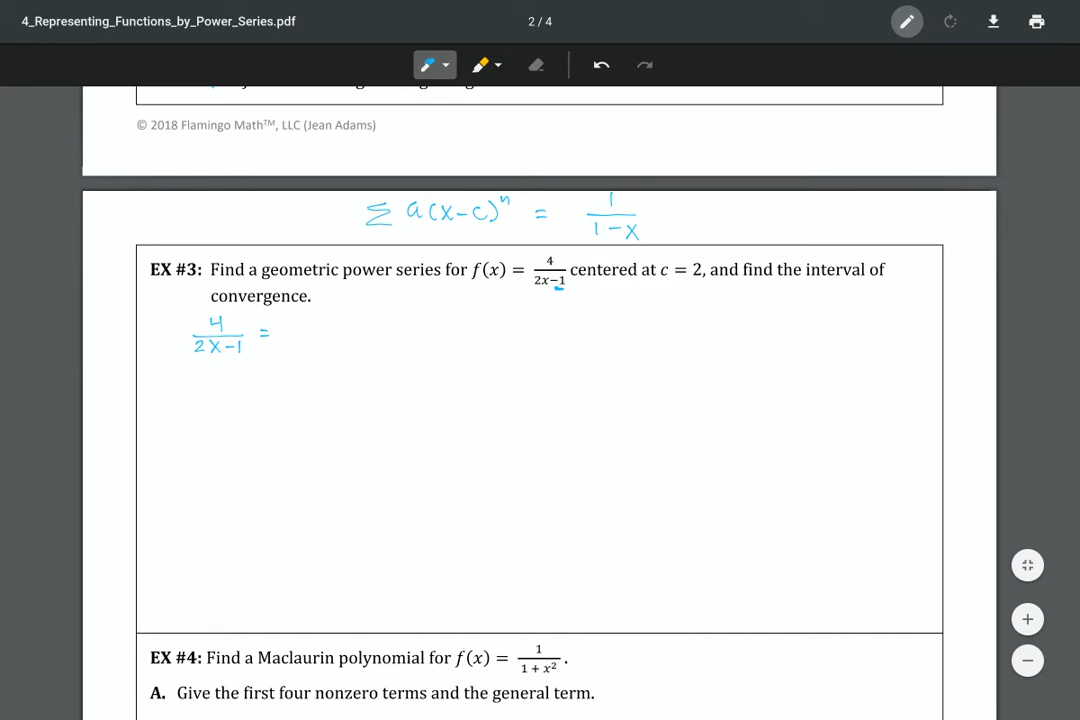 4_Representing_Functions_by_Power_Series.pdf
2 / 4
© 2018 Flamingo Math™, LLC (Jean Adams)
Σ a(x-c)ⁿ = 1/(1-x)
EX #3: Find a geometric power series for f(x) = 4/(2x−1) centered at c = 2, and find the interval of
convergence.
4/(2x-1) =
EX #4: Find a Maclaurin polynomial for f(x) = 1/(1 + x²).
A. Give the first four nonzero terms and the general term.